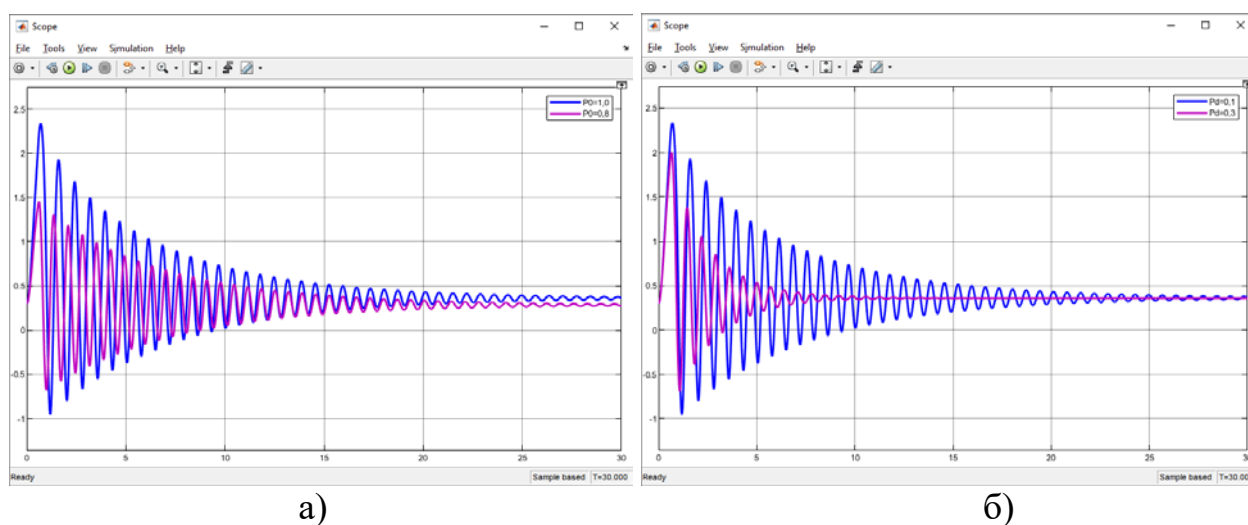 Scope
File Tools View Simulation Help
P0=1,0
P0=0,8
2.5
2
1.5
1
0.5
0
-0.5
-1
0 5 10 15 20 25 30
Ready Sample based T=30.000
а)
Scope
File Tools View Simulation Help
Pd=0,1
Pd=0,3
2.5
2
1.5
1
0.5
0
-0.5
-1
0 5 10 15 20 25 30
Ready Sample based T=30.000
б)